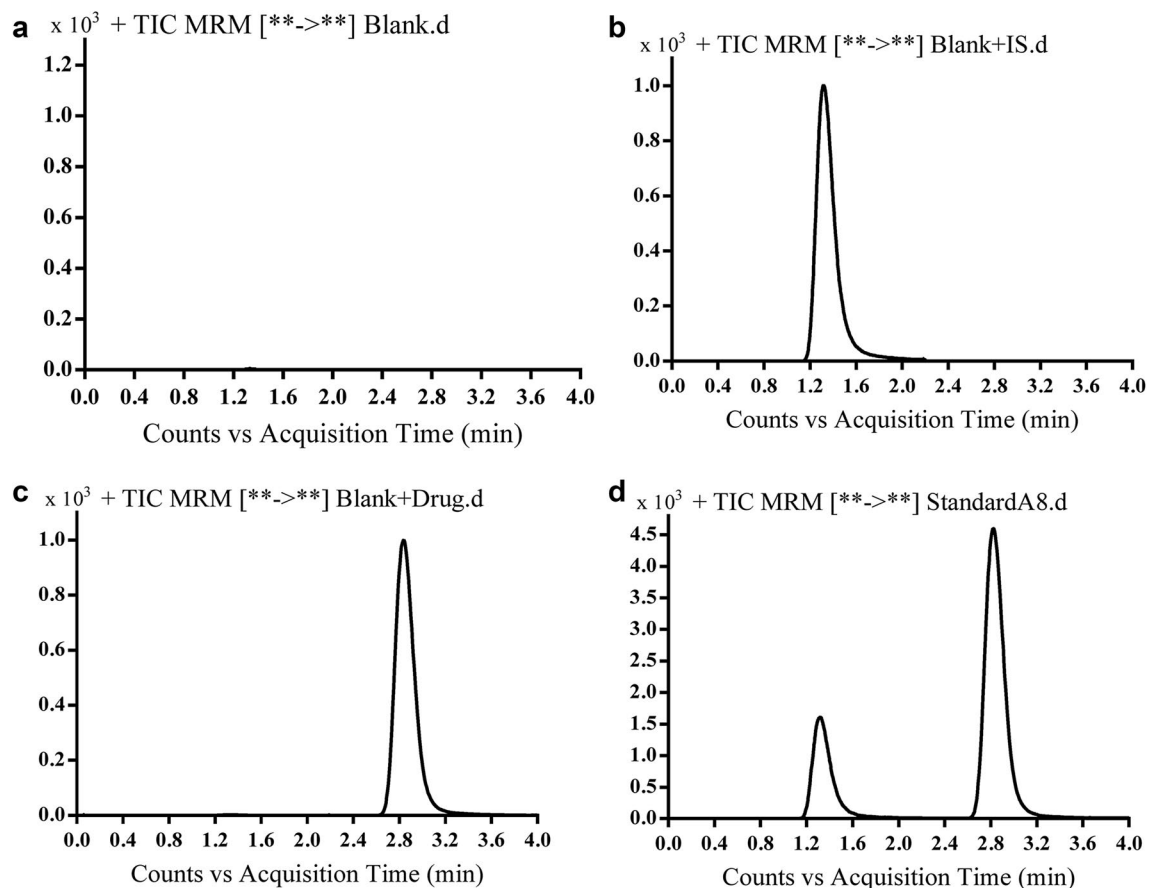 a
x 10³ + TIC MRM [**->**] Blank.d
1.2
1.0
0.8
0.6
0.4
0.2
0.0
0.0 0.4 0.8 1.2 1.6 2.0 2.4 2.8 3.2 3.6 4.0
Counts vs Acquisition Time (min)
b
x 10³ + TIC MRM [**->**] Blank+IS.d
1.0
0.8
0.6
0.4
0.2
0.0
0.0 0.4 0.8 1.2 1.6 2.0 2.4 2.8 3.2 3.6 4.0
Counts vs Acquisition Time (min)
c
x 10³ + TIC MRM [**->**] Blank+Drug.d
1.0
0.8
0.6
0.4
0.2
0.0
0.0 0.4 0.8 1.2 1.6 2.0 2.4 2.8 3.2 3.6 4.0
Counts vs Acquisition Time (min)
d
x 10³ + TIC MRM [**->**] StandardA8.d
4.5
4.0
3.5
3.0
2.5
2.0
1.5
1.0
0.5
0.0
0.0 0.4 0.8 1.2 1.6 2.0 2.4 2.8 3.2 3.6 4.0
Counts vs Acquisition Time (min)